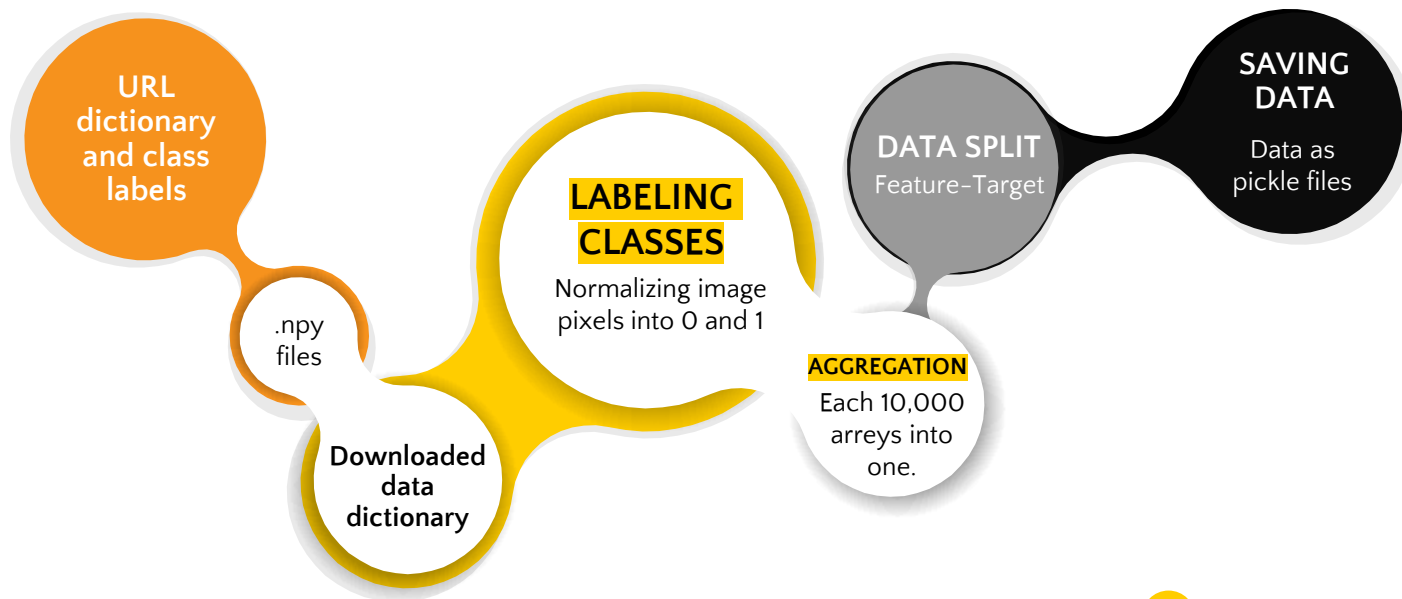 URL
dictionary
and class
labels
.npy
files
Downloaded
data
dictionary
LABELING
CLASSES
Normalizing image
pixels into 0 and 1
AGGREGATION
Each 10,000
arreys into
one.
DATA SPLIT
Feature-Target
SAVING
DATA
Data as
pickle files